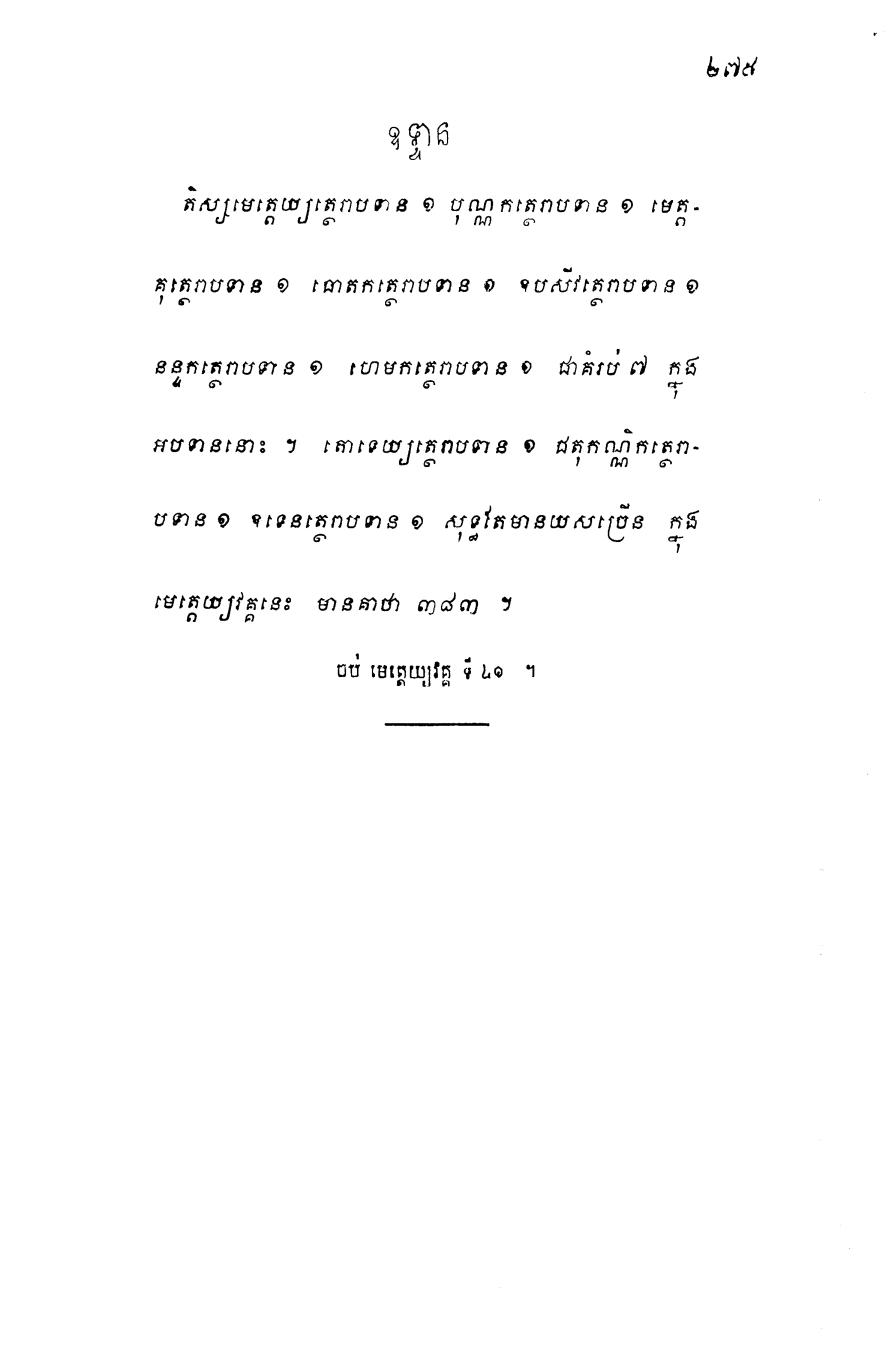 ២៧៩
ឧទ្ទាន
តិស្សមេត្តេយ្យត្ថេរាបទាន ១ បុណ្ណកត្ថេរាបទាន ១ មេត្ត-
គុត្ថេរាបទាន ១ ធោតកត្ថេរាបទាន ១ ឧបសីវត្ថេរាបទាន ១
នន្ទកត្ថេរាបទាន ១ ហេមកត្ថេរាបទាន ១ ជាគំរប់ ៧ ក្នុង
អបទាននោះ ។ តោទេយ្យត្ថេរាបទាន ១ ជតុកណ្ណិកត្ថេរា-
បទាន ១ ឧទេនត្ថេរាបទាន ១ សុទ្ធតែមានយសច្រើន ក្នុង
មេត្តេយ្យវគ្គនេះ មានគាថា ៣៨៣ ។
ចប់ មេត្តេយ្យវគ្គ ទី ៤១ ។